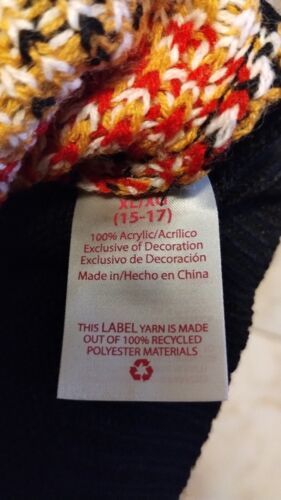 XL/XG
(15-17)
100% Acrylic/Acrílico
Exclusive of Decoration
Exclusivo de Decoración
Made in/Hecho en China
THIS LABEL YARN IS MADE
OUT OF 100% RECYCLED
POLYESTER MATERIALS